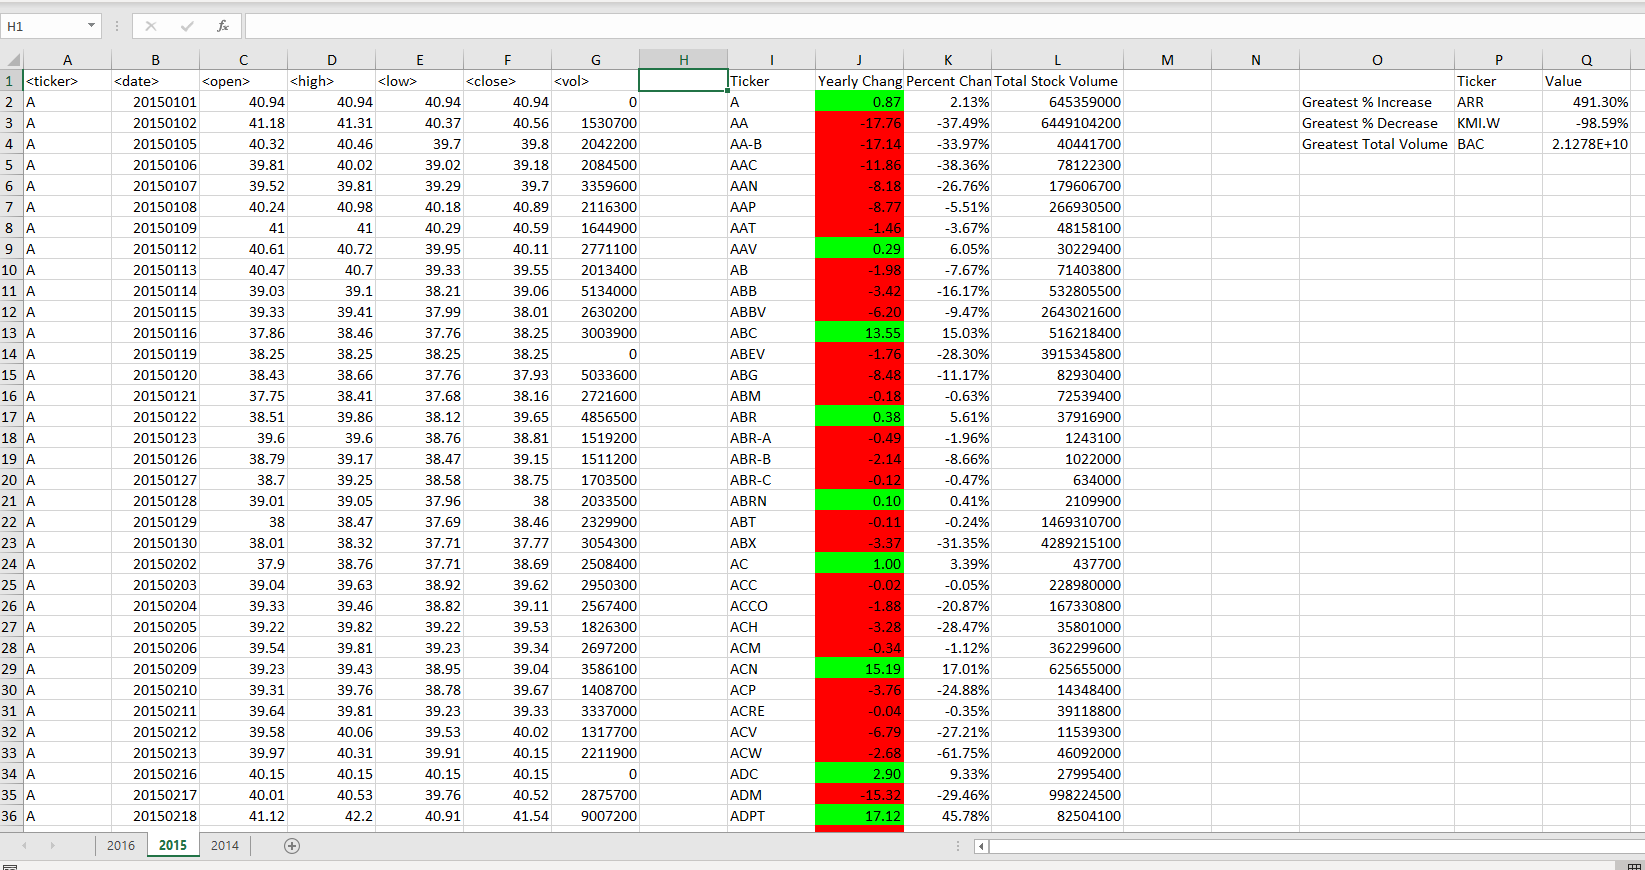 H1 fx
A B C D E F G H I J K L M N O P Q
1 <ticker> <date> <open> <high> <low> <close> <vol> Ticker Yearly Chang Percent Chan Total Stock Volume Ticker Value
2 A 20150101 40.94 40.94 40.94 40.94 0 A 0.87 2.13% 645359000 Greatest % Increase ARR 491.30%
3 A 20150102 41.18 41.31 40.37 40.56 1530700 AA -17.76 -37.49% 6449104200 Greatest % Decrease KMI.W -98.59%
4 A 20150105 40.32 40.46 39.7 39.8 2042200 AA-B -17.14 -33.97% 40441700 Greatest Total Volume BAC 2.1278E+10
5 A 20150106 39.81 40.02 39.02 39.18 2084500 AAC -11.86 -38.36% 78122300
6 A 20150107 39.52 39.81 39.29 39.7 3359600 AAN -8.18 -26.76% 179606700
7 A 20150108 40.24 40.98 40.18 40.89 2116300 AAP -8.77 -5.51% 266930500
8 A 20150109 41 41 40.29 40.59 1644900 AAT -1.46 -3.67% 48158100
9 A 20150112 40.61 40.72 39.95 40.11 2771100 AAV 0.29 6.05% 30229400
10 A 20150113 40.47 40.7 39.33 39.55 2013400 AB -1.98 -7.67% 71403800
11 A 20150114 39.03 39.1 38.21 39.06 5134000 ABB -3.42 -16.17% 532805500
12 A 20150115 39.33 39.41 37.99 38.01 2630200 ABBV -6.20 -9.47% 2643021600
13 A 20150116 37.86 38.46 37.76 38.25 3003900 ABC 13.55 15.03% 516218400
14 A 20150119 38.25 38.25 38.25 38.25 0 ABEV -1.76 -28.30% 3915345800
15 A 20150120 38.43 38.66 37.76 37.93 5033600 ABG -8.48 -11.17% 82930400
16 A 20150121 37.75 38.41 37.68 38.16 2721600 ABM -0.18 -0.63% 72539400
17 A 20150122 38.51 39.86 38.12 39.65 4856500 ABR 0.38 5.61% 37916900
18 A 20150123 39.6 39.6 38.76 38.81 1519200 ABR-A -0.49 -1.96% 1243100
19 A 20150126 38.79 39.17 38.47 39.15 1511200 ABR-B -2.14 -8.66% 1022000
20 A 20150127 38.7 39.25 38.58 38.75 1703500 ABR-C -0.12 -0.47% 634000
21 A 20150128 39.01 39.05 37.96 38 2033500 ABRN 0.10 0.41% 2109900
22 A 20150129 38 38.47 37.69 38.46 2329900 ABT -0.11 -0.24% 1469310700
23 A 20150130 38.01 38.32 37.71 37.77 3054300 ABX -3.37 -31.35% 4289215100
24 A 20150202 37.9 38.76 37.71 38.69 2508400 AC 1.00 3.39% 437700
25 A 20150203 39.04 39.63 38.92 39.62 2950300 ACC -0.02 -0.05% 228980000
26 A 20150204 39.33 39.46 38.82 39.11 2567400 ACCO -1.88 -20.87% 167330800
27 A 20150205 39.22 39.82 39.22 39.53 1826300 ACH -3.28 -28.47% 35801000
28 A 20150206 39.54 39.81 39.23 39.34 2697200 ACM -0.34 -1.12% 362299600
29 A 20150209 39.23 39.43 38.95 39.04 3586100 ACN 15.19 17.01% 625655000
30 A 20150210 39.31 39.76 38.78 39.67 1408700 ACP -3.76 -24.88% 14348400
31 A 20150211 39.64 39.81 39.23 39.33 3337000 ACRE -0.04 -0.35% 39118800
32 A 20150212 39.58 40.06 39.53 40.02 1317700 ACV -6.79 -27.21% 11539300
33 A 20150213 39.97 40.31 39.91 40.15 2211900 ACW -2.68 -61.75% 46092000
34 A 20150216 40.15 40.15 40.15 40.15 0 ADC 2.90 9.33% 27995400
35 A 20150217 40.01 40.53 39.76 40.52 2875700 ADM -15.32 -29.46% 998224500
36 A 20150218 41.12 42.2 40.91 41.54 9007200 ADPT 17.12 45.78% 82504100
2016 2015 2014